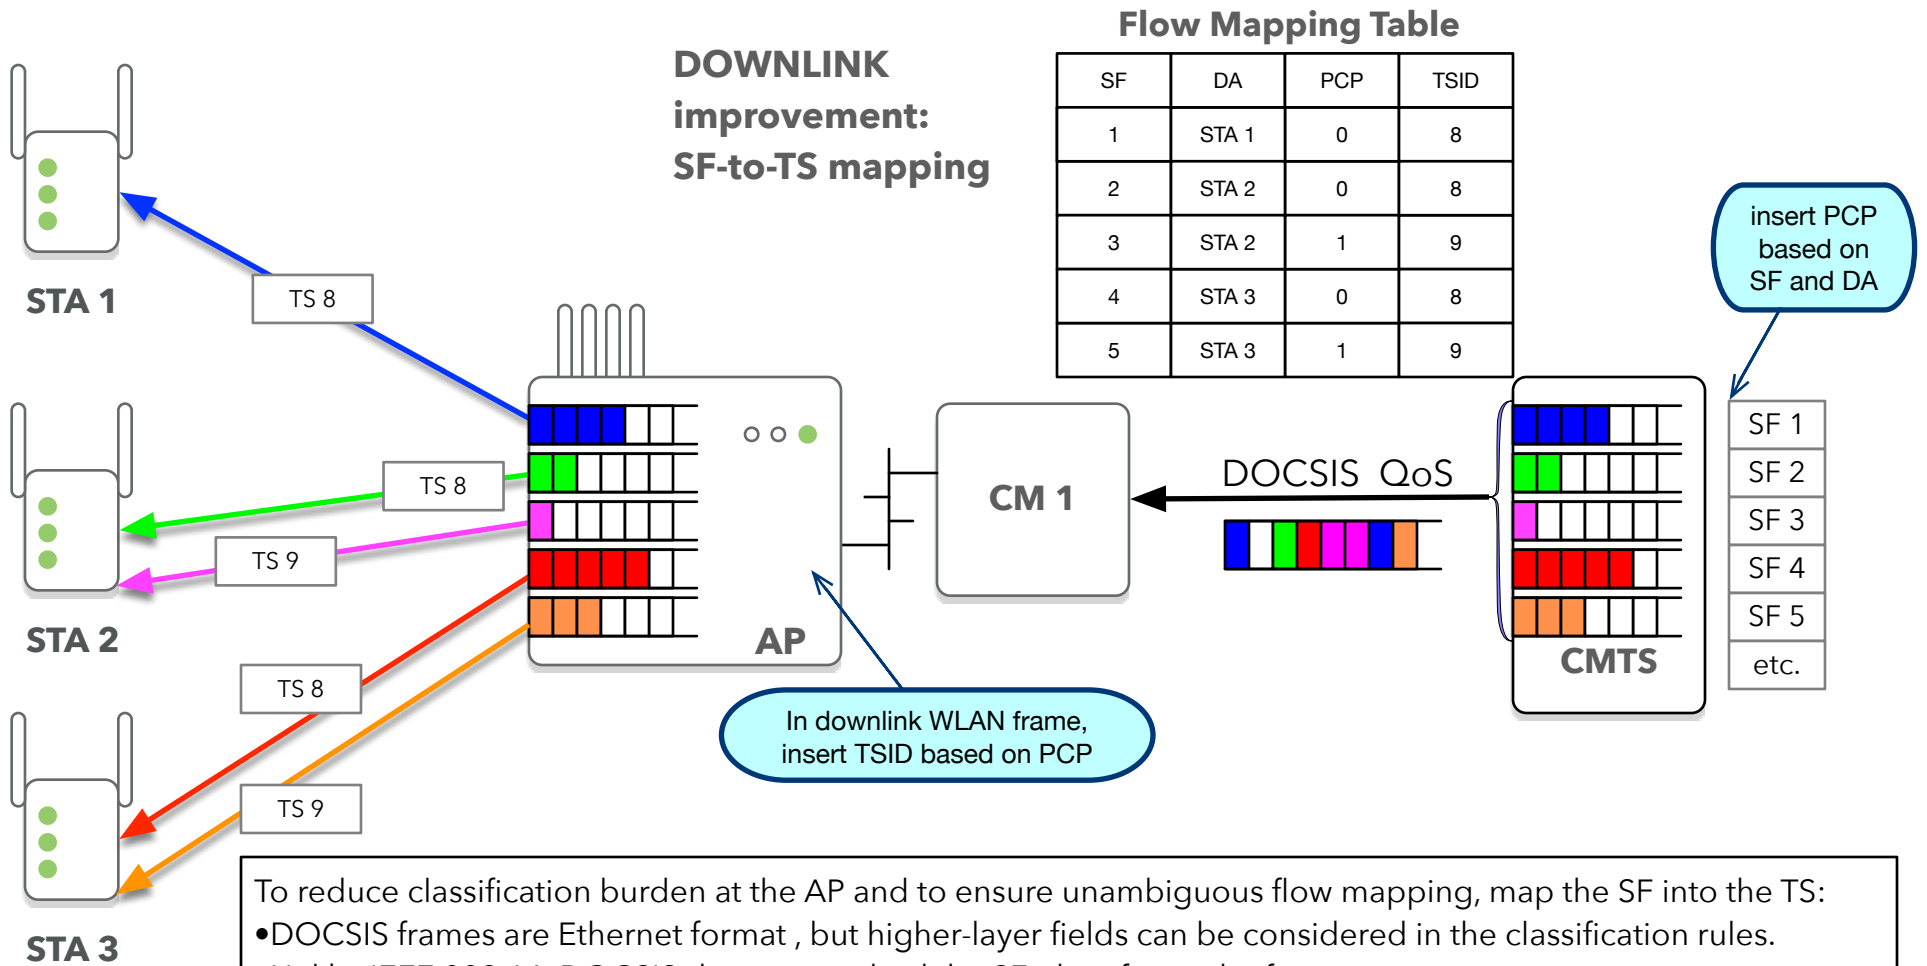 Flow Mapping Table
DOWNLINK
improvement:
SF-to-TS mapping
SF DA PCP TSID
1 STA 1 0 8
2 STA 2 0 8
3 STA 2 1 9
4 STA 3 0 8
5 STA 3 1 9
insert PCP
based on
SF and DA
STA 1
TS 8
STA 2
TS 8
TS 9
STA 3
TS 8
TS 9
AP
CM 1
DOCSIS QoS
CMTS
SF 1
SF 2
SF 3
SF 4
SF 5
etc.
In downlink WLAN frame,
insert TSID based on PCP
To reduce classification burden at the AP and to ensure unambiguous flow mapping, map the SF into the TS:
•DOCSIS frames are Ethernet format , but higher-layer fields can be considered in the classification rules.